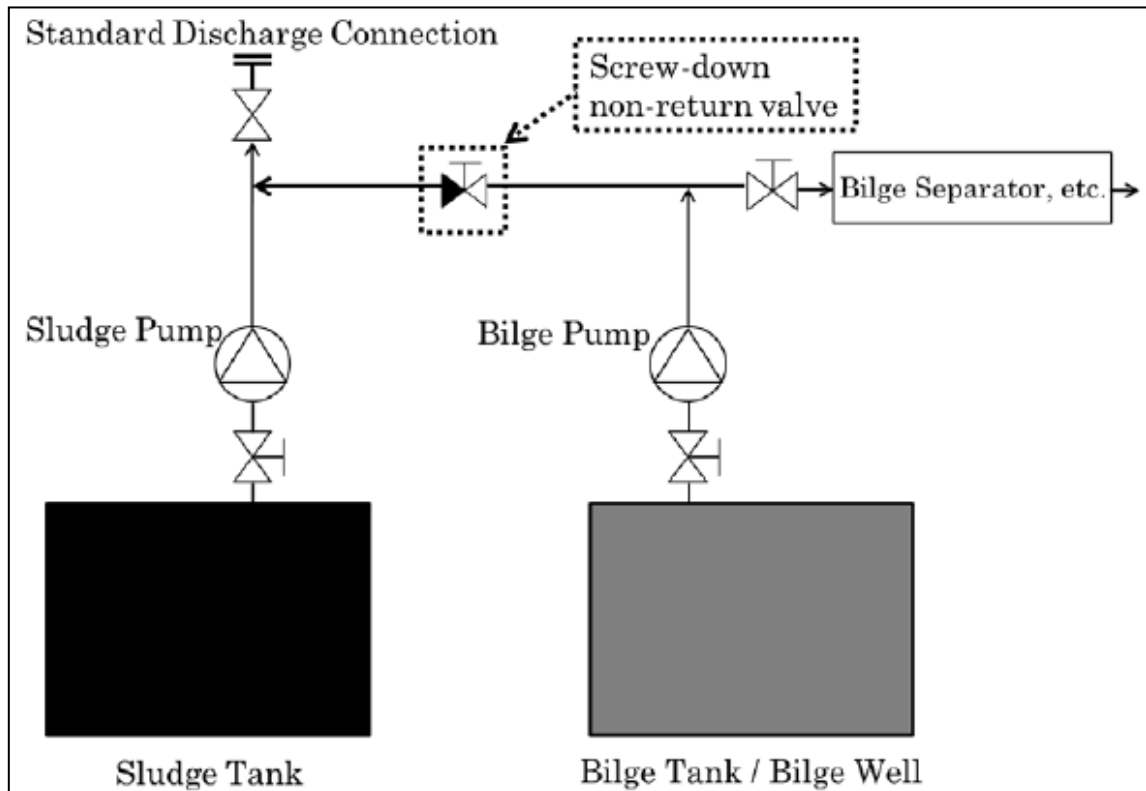 Standard Discharge Connection
Screw-down
non-return valve
Bilge Separator, etc.
Sludge Pump
Bilge Pump
Sludge Tank
Bilge Tank / Bilge Well